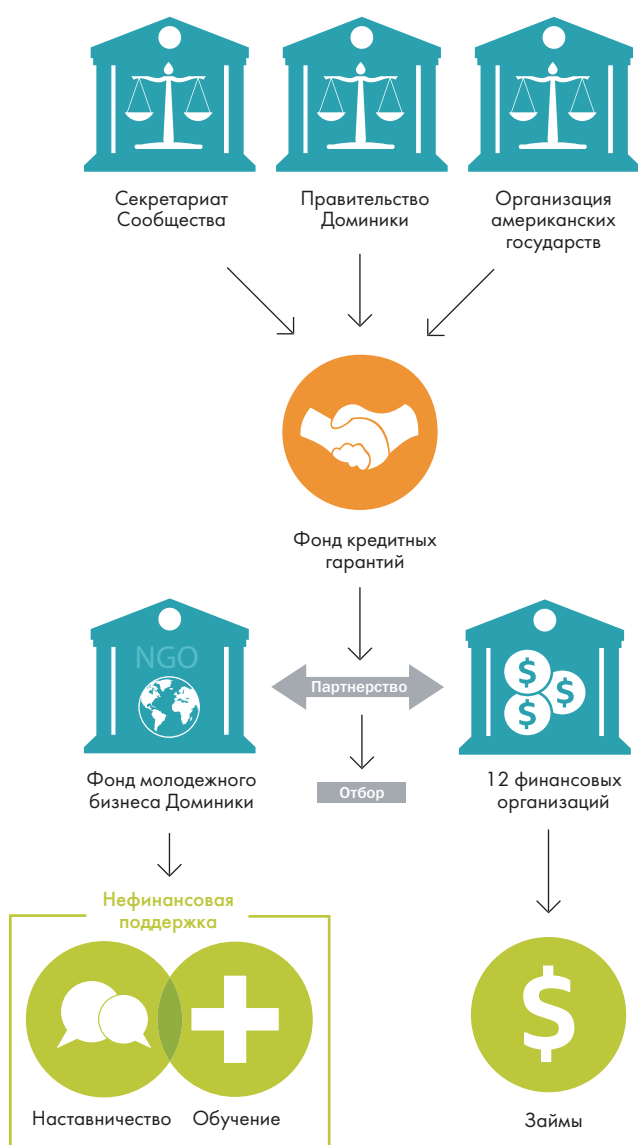 Секретариат
Сообщества
Правительство
Доминики
Организация
американских
государств
Фонд кредитных
гарантий
NGO
$
$
$
Партнерство
Фонд молодежного
бизнеса Доминики
Отбор
12 финансовых
организаций
Нефинансовая
поддержка
$
Наставничество
Обучение
Займы